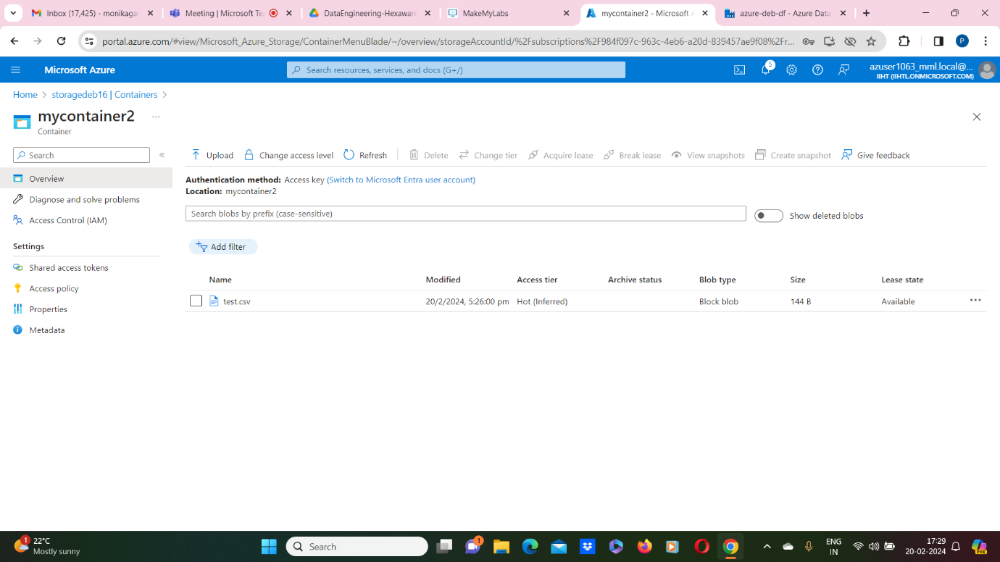 Inbox (17,425) - monikaga
Meeting | Microsoft Te
DataEngineering-Hexaware
MakeMyLabs
mycontainer2 - Microsoft A
azure-deb-df - Azure Data
portal.azure.com/#view/Microsoft_Azure_Storage/ContainerMenuBlade/~/overview/storageAccountId/%2Fsubscriptions%2F984f097c-963c-4eb6-a20d-839457ae9f08%2Fr...
P
Microsoft Azure
Search resources, services, and docs (G+/)
5
azuser1063_mml.local@...
IIHT (IIHTLONMICROSOFT.COM)
Home > storagedeb16 | Containers >
mycontainer2 ...
Container
Search
«
Upload
Change access level
Refresh
Delete
Change tier
Acquire lease
Break lease
View snapshots
Create snapshot
Give feedback
Overview
Diagnose and solve problems
Access Control (IAM)
Settings
Shared access tokens
Access policy
Properties
Metadata
Authentication method: Access key (Switch to Microsoft Entra user account)
Location: mycontainer2
Search blobs by prefix (case-sensitive)
Show deleted blobs
Add filter
Name Modified Access tier Archive status Blob type Size Lease state
test.csv 20/2/2024, 5:26:00 pm Hot (Inferred) Block blob 144 B Available ...
1
22°C
Mostly sunny
Search
1
ENG
IN
17:29
20-02-2024
PRE